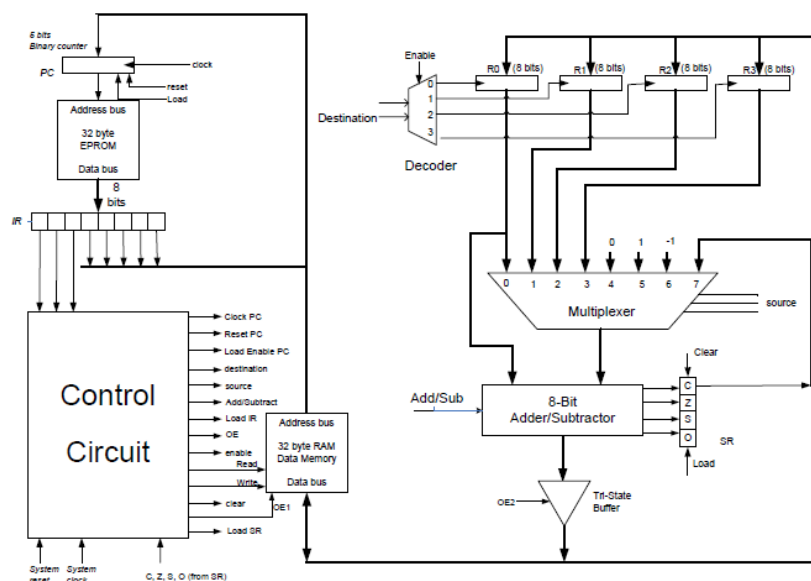 5 bits
Binary counter
PC
clock
reset
Load
Address bus
32 byte
EPROM
Data bus
8
bits
IR
Control
Circuit
Clock PC
Reset PC
Load Enable PC
destination
source
Add/Subtract
Load IR
OE
enable
Read
Write
clear
OE1
Load SR
System
reset
System
clock
C, Z, S, O (from SR)
Address bus
32 byte RAM
Data Memory
Data bus
Enable
Destination
0
1
2
3
Decoder
R0 (8 bits)
R1 (8 bits)
R2 (8 bits)
R3 (8 bits)
0 1 -1
0 1 2 3 4 5 6 7
Multiplexer
source
Add/Sub
8-Bit
Adder/Subtractor
Clear
C
Z
S
O
SR
Load
OE2
Tri-State
Buffer